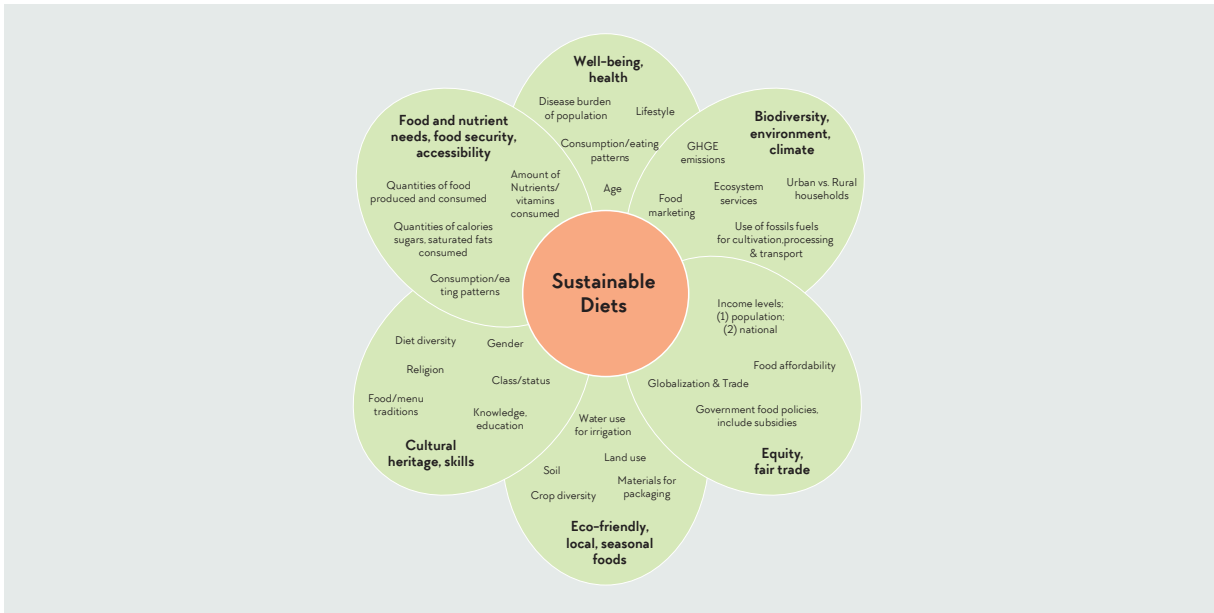 Well-being,
health
Disease burden
of population
Lifestyle
Consumption/eating
patterns
Age
Biodiversity,
environment,
climate
GHGE
emissions
Ecosystem
services
Urban vs. Rural
households
Food
marketing
Use of fossils fuels
for cultivation,processing
& transport
Income levels;
(1) population;
(2) national
Food affordability
Globalization & Trade
Government food policies,
include subsidies
Equity,
fair trade
Water use
for irrigation
Land use
Soil
Materials for
packaging
Crop diversity
Eco-friendly,
local, seasonal
foods
Diet diversity
Gender
Religion
Class/status
Food/menu
traditions
Knowledge,
education
Cultural
heritage, skills
Food and nutrient
needs, food security,
accessibility
Quantities of food
produced and consumed
Amount of
Nutrients/
vitamins
consumed
Quantities of calories
sugars, saturated fats
consumed
Consumption/ea
ting patterns
Sustainable
Diets